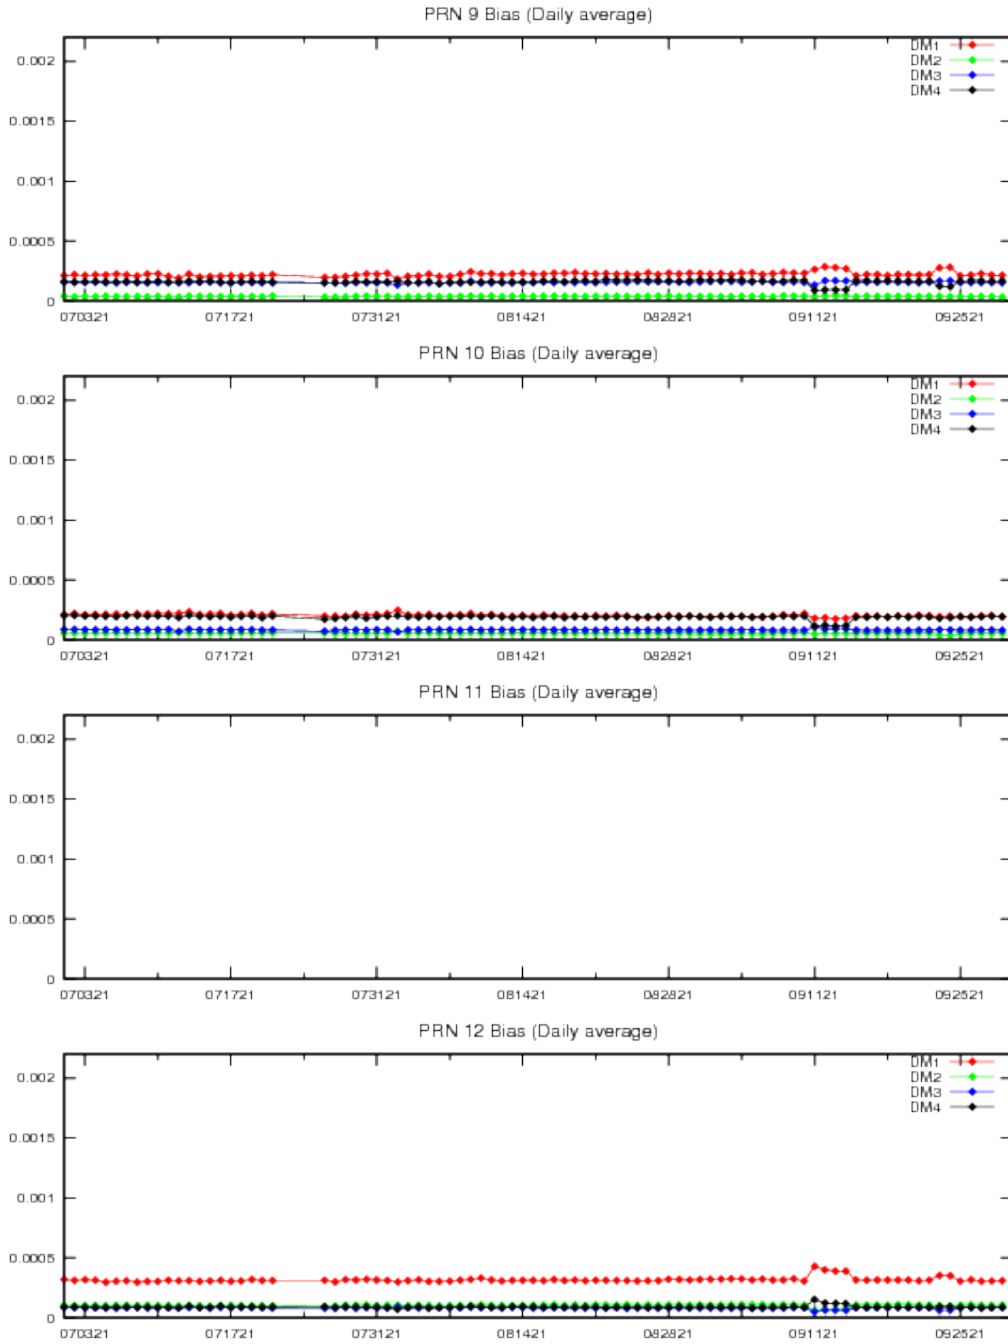 PRN 9 Bias (Daily average)
DM1
DM2
DM3
DM4
0.002
0.0015
0.001
0.0005
0
070321 071721 073121 081421 082821 091121 092521
PRN 10 Bias (Daily average)
DM1
DM2
DM3
DM4
0.002
0.0015
0.001
0.0005
0
070321 071721 073121 081421 082821 091121 092521
PRN 11 Bias (Daily average)
0.002
0.0015
0.001
0.0005
0
070321 071721 073121 081421 082821 091121 092521
PRN 12 Bias (Daily average)
DM1
DM2
DM3
DM4
0.002
0.0015
0.001
0.0005
0
070321 071721 073121 081421 082821 091121 092521